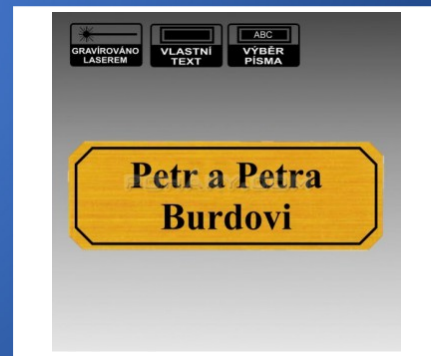 GRAVÍROVÁNO
LASEREM
VLASTNÍ
TEXT
ABC
VÝBĚR
PÍSMA
Petr a Petra
Burdovi